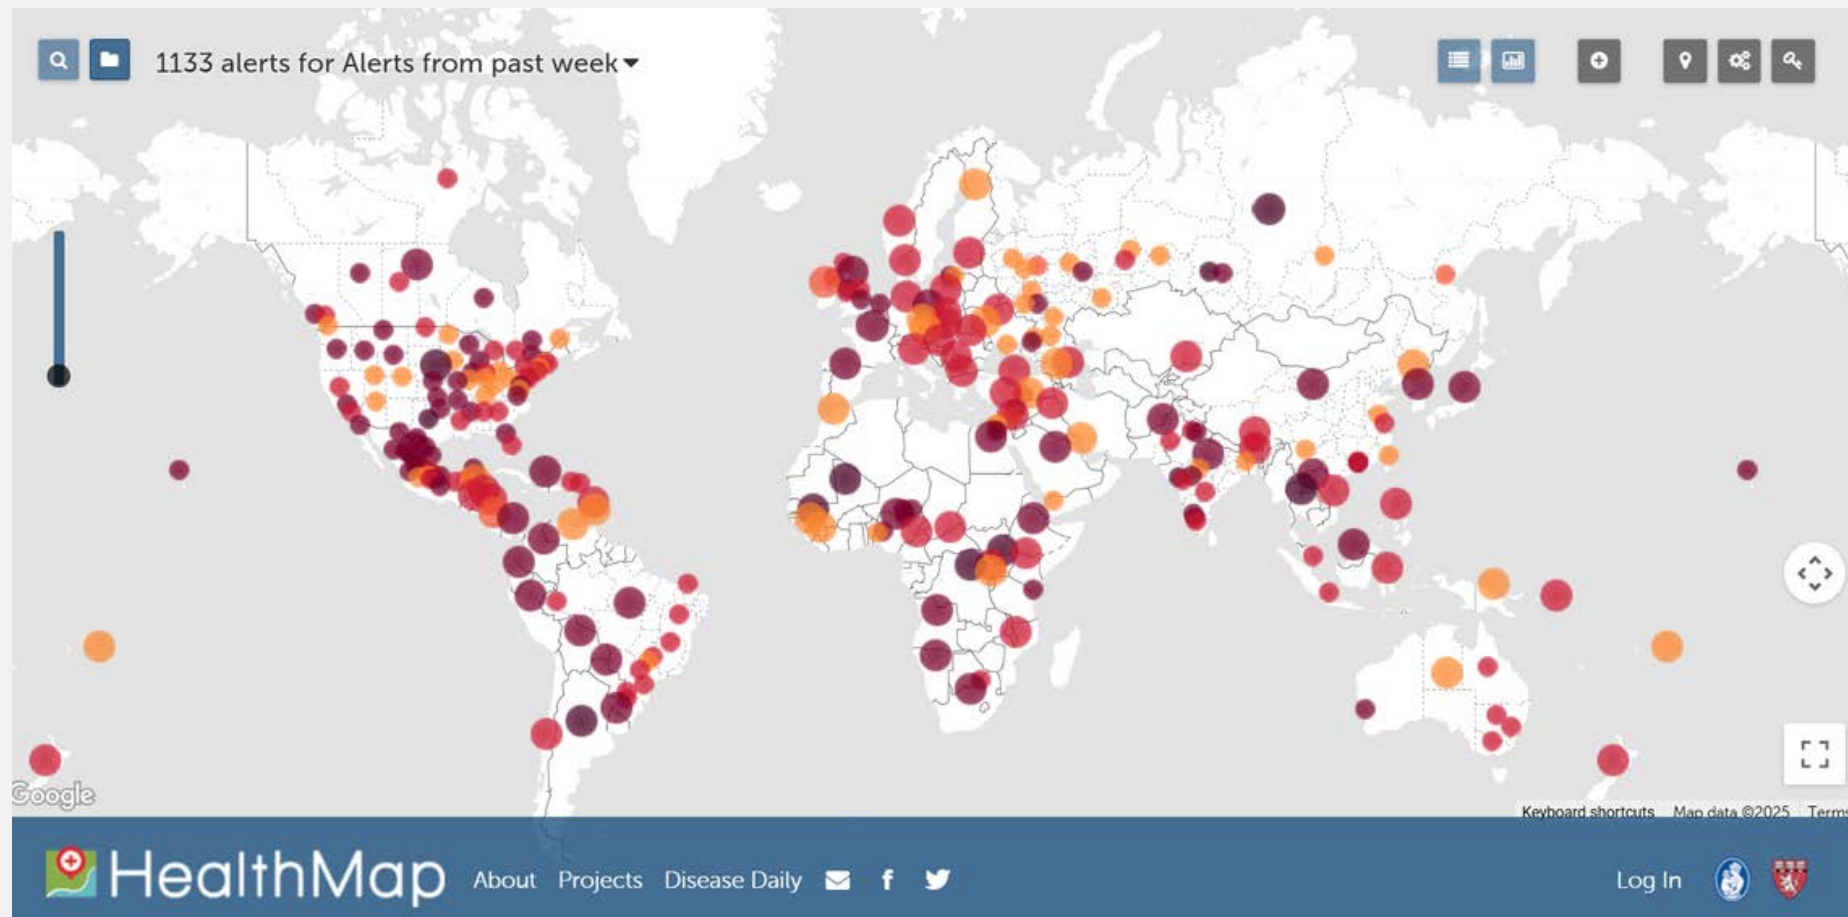 1133 alerts for Alerts from past week
Google
Keyboard shortcuts Map data ©2025 Terms
HealthMap About Projects Disease Daily Log In